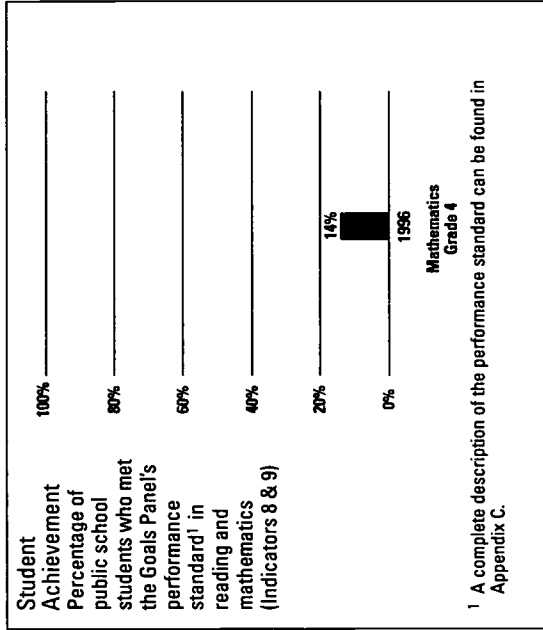 Student
Achievement
Percentage of
public school
students who met
the Goals Panel's
performance
standard¹ in
reading and
mathematics
(Indicators 8 & 9)
100%
80%
60%
40%
20%
0%
14%
1996
Mathematics
Grade 4
¹ A complete description of the performance standard can be found in
Appendix C.